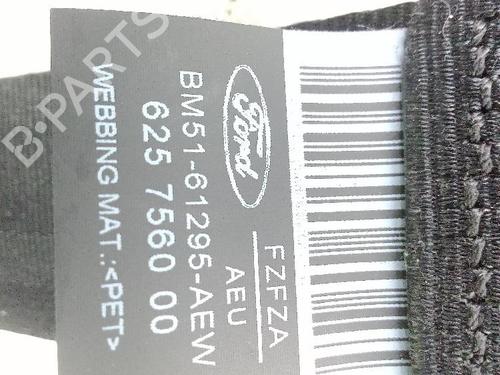 Ford
FZFZA
AEU
BM51-61295-AEW
625 7560 00
WEBBING MAT.:<PET>
B-PARTS